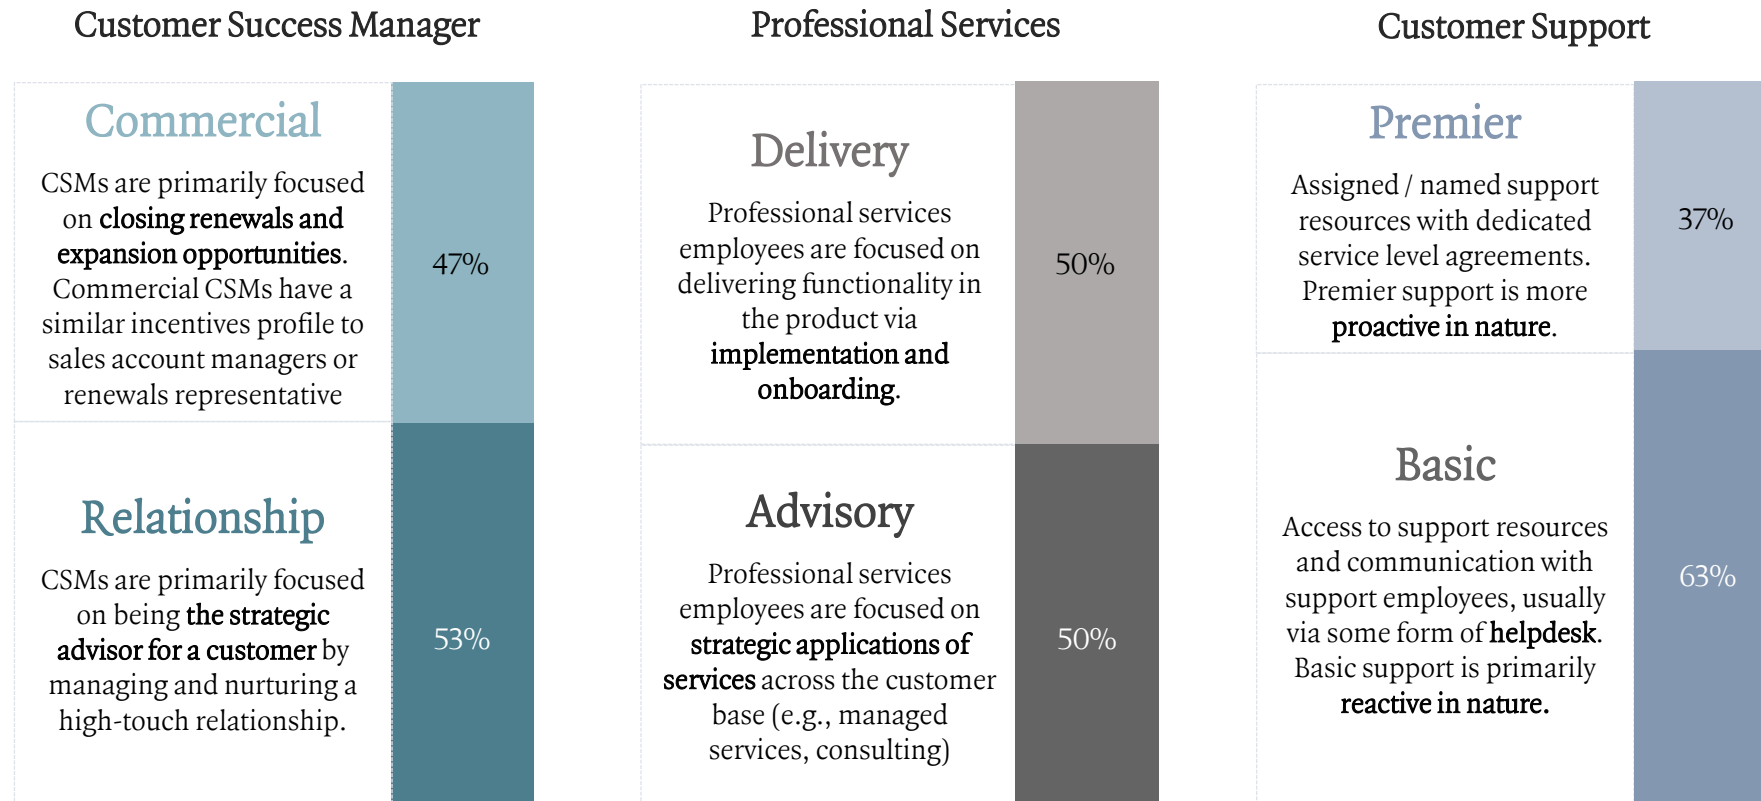 Customer Success Manager
Commercial
CSMs are primarily focused
on closing renewals and
expansion opportunities.
Commercial CSMs have a
similar incentives profile to
sales account managers or
renewals representative
47%
Relationship
CSMs are primarily focused
on being the strategic
advisor for a customer by
managing and nurturing a
high-touch relationship.
53%
Professional Services
Delivery
Professional services
employees are focused on
delivering functionality in
the product via
implementation and
onboarding.
50%
Advisory
Professional services
employees are focused on
strategic applications of
services across the customer
base (e.g., managed
services, consulting)
50%
Customer Support
Premier
Assigned / named support
resources with dedicated
service level agreements.
Premier support is more
proactive in nature.
37%
Basic
Access to support resources
and communication with
support employees, usually
via some form of helpdesk.
Basic support is primarily
reactive in nature.
63%